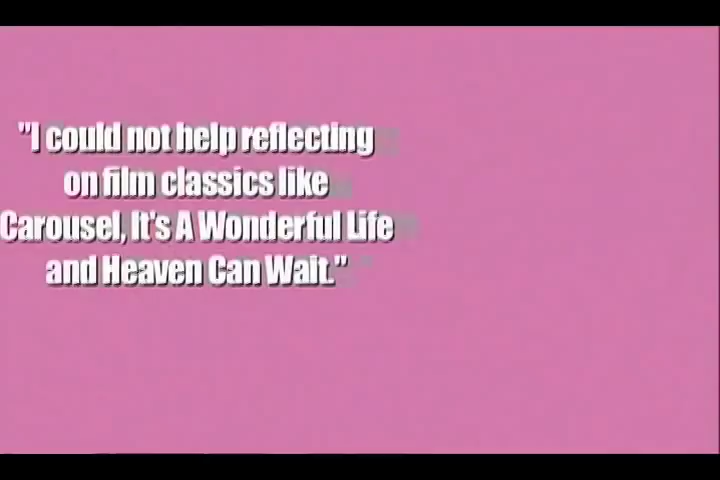 "I could not help reflecting
on film classics like
Carousel, It's A Wonderful Life
and Heaven Can Wait."